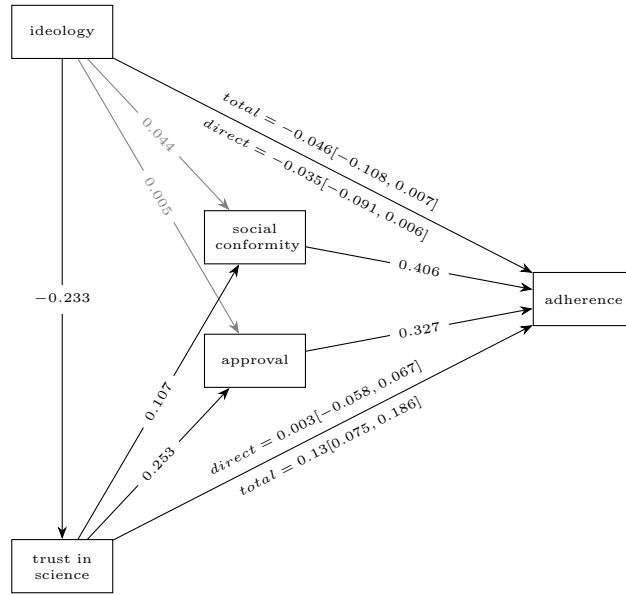 ideology
total = −0.046[−0.108, 0.007]
direct = −0.035[−0.091, 0.006]
0.044
0.005
social
conformity
0.406
−0.233
adherence
0.327
approval
0.107
0.253
direct = 0.003[−0.058, 0.067]
total = 0.13[0.075, 0.186]
trust in
science